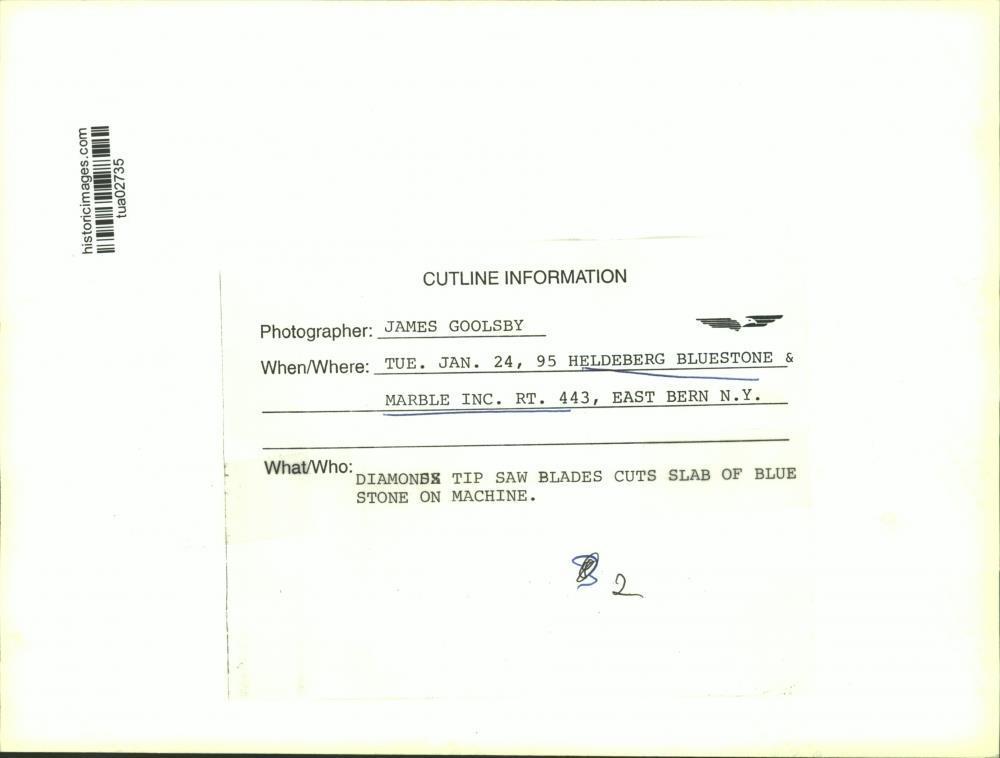 historicimages.com
tua02735
CUTLINE INFORMATION
Photographer: JAMES GOOLSBY
When/Where: TUE. JAN. 24, 95 HELDEBERG BLUESTONE &
MARBLE INC. RT. 443, EAST BERN N.Y.
What/Who: DIAMOND TIP SAW BLADES CUTS SLAB OF BLUE
STONE ON MACHINE.
2